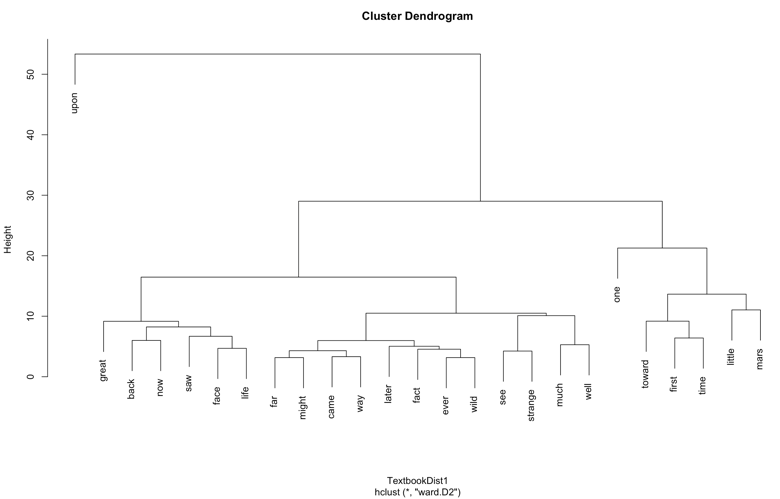 Cluster Dendrogram
Height
50
40
30
20
10
0
upon
great
back
now
saw
face
life
far
might
came
way
later
fact
ever
wild
see
strange
much
well
one
toward
first
time
little
mars
TextbookDist1
hclust (*, "ward.D2")